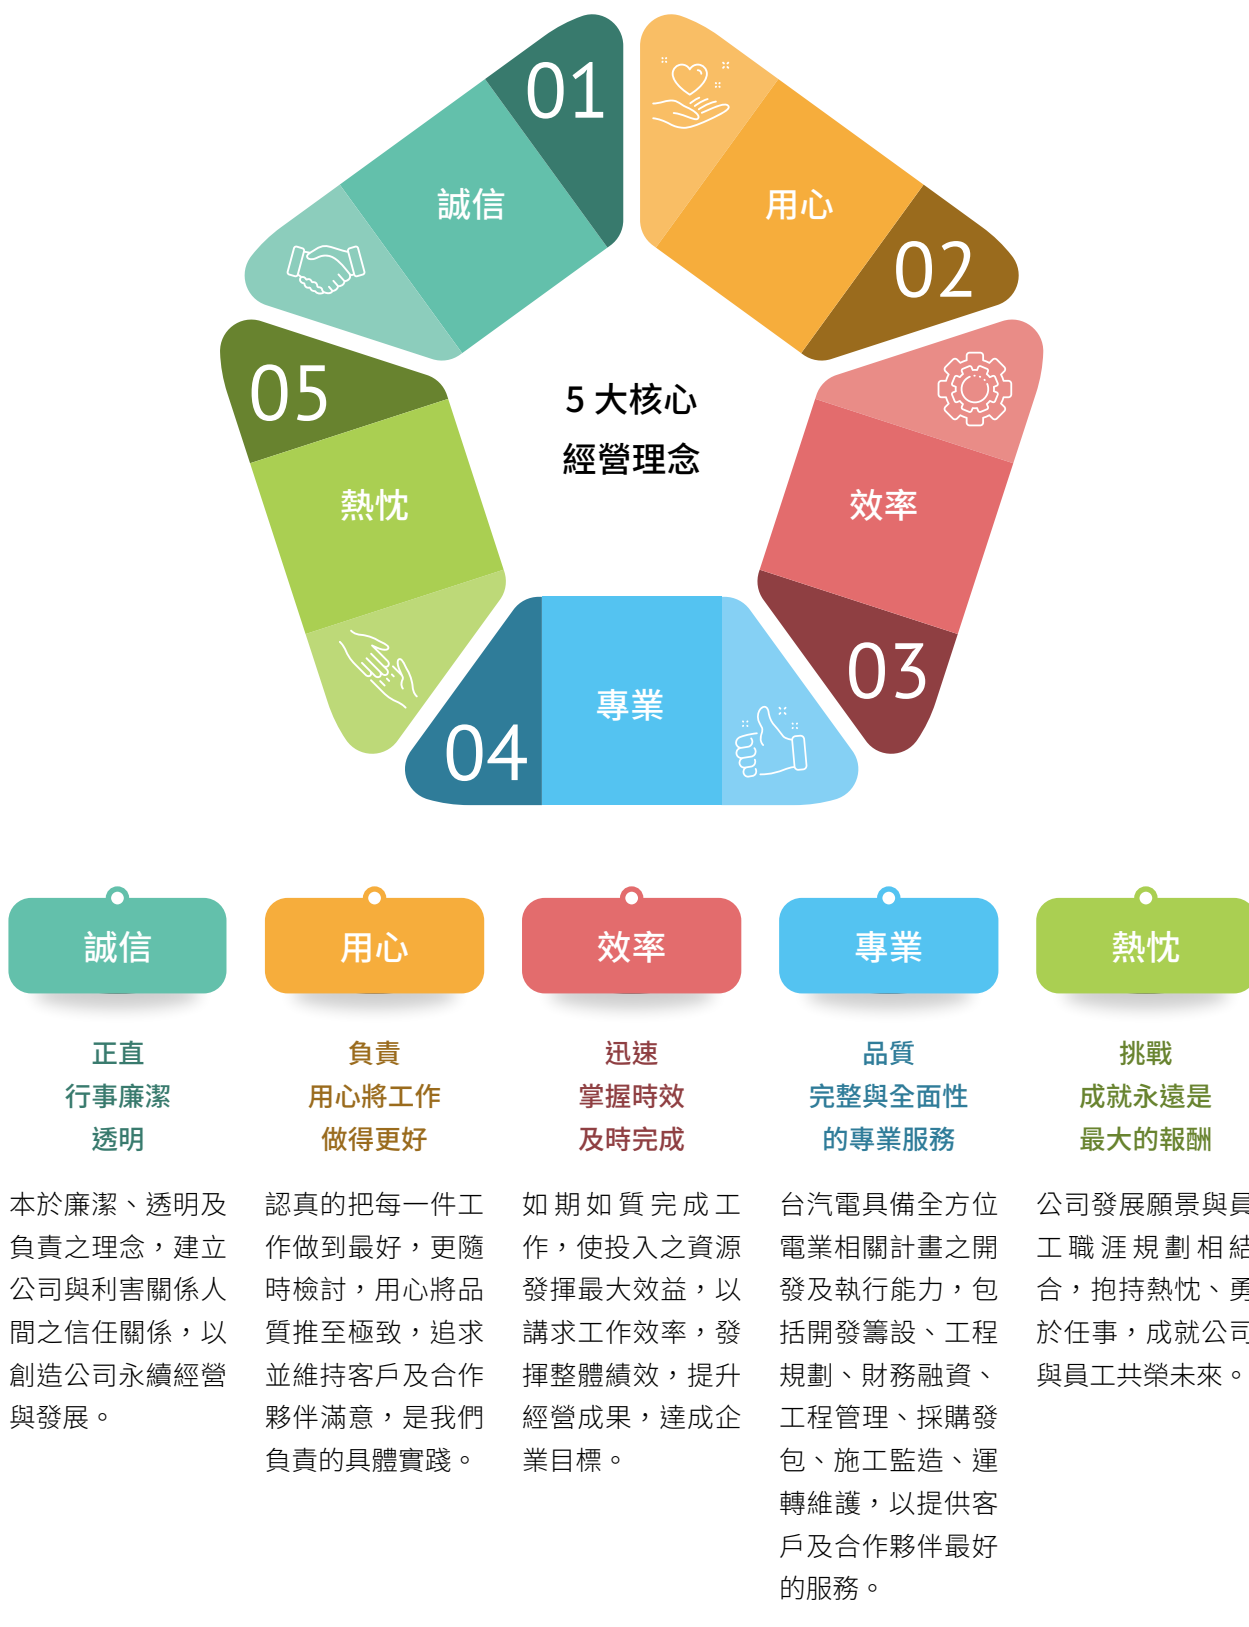 01
誠信
用心
02
05
5 大核心
經營理念
熱忱
效率
03
專業
04
誠信
正直
行事廉潔
透明
本於廉潔、透明及
負責之理念，建立
公司與利害關係人
間之信任關係，以
創造公司永續經營
與發展。
用心
負責
用心將工作
做得更好
認真的把每一件工
作做到最好，更隨
時檢討，用心將品
質推至極致，追求
並維持客戶及合作
夥伴滿意，是我們
負責的具體實踐。
效率
迅速
掌握時效
及時完成
如期如質完成工
作，使投入之資源
發揮最大效益，以
講求工作效率，發
揮整體績效，提升
經營成果，達成企
業目標。
專業
品質
完整與全面性
的專業服務
台汽電具備全方位
電業相關計畫之開
發及執行能力，包
括開發籌設、工程
規劃、財務融資、
工程管理、採購發
包、施工監造、運
轉維護，以提供客
戶及合作夥伴最好
的服務。
熱忱
挑戰
成就永遠是
最大的報酬
公司發展願景與員
工職涯規劃相結
合，抱持熱忱、勇
於任事，成就公司
與員工共榮未來。